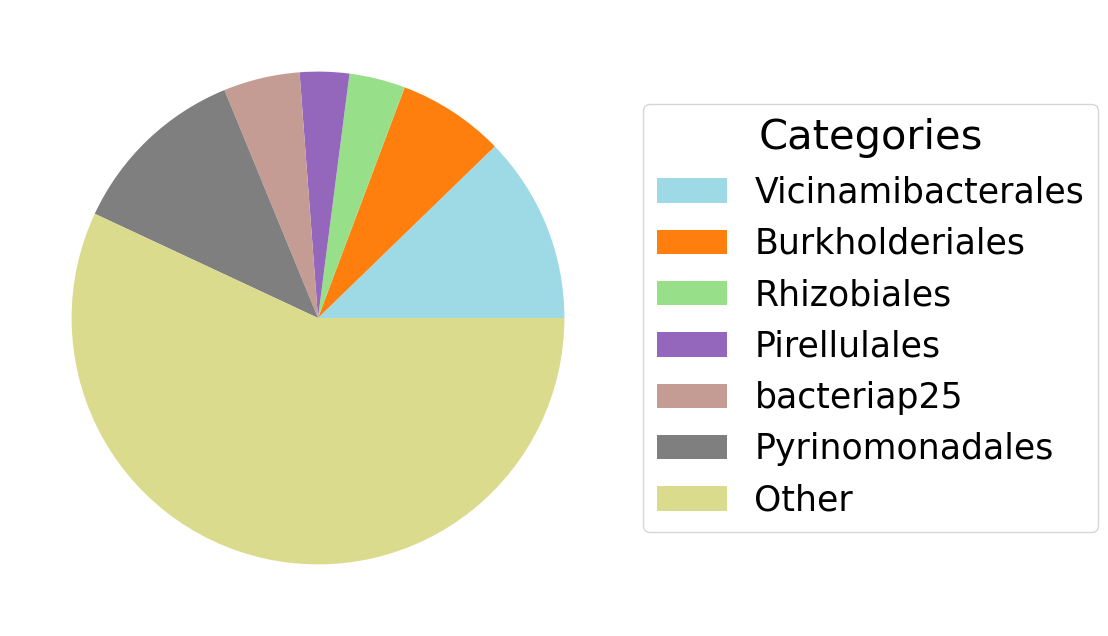 Categories
Vicinamibacterales
Burkholderiales
Rhizobiales
Pirellulales
bacteriap25
Pyrinomonadales
Other